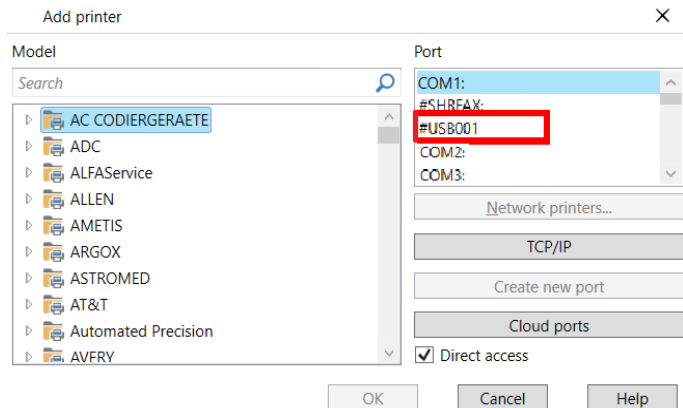 Add printer
Model
Port
Search
AC CODIERGERAETE
ADC
ALFAService
ALLEN
AMETIS
ARGOX
ASTROMED
AT&T
Automated Precision
AVERY
COM1:
#SHRFAX:
#USB001
COM2:
COM3:
Network printers...
TCP/IP
Create new port
Cloud ports
Direct access
OK
Cancel
Help